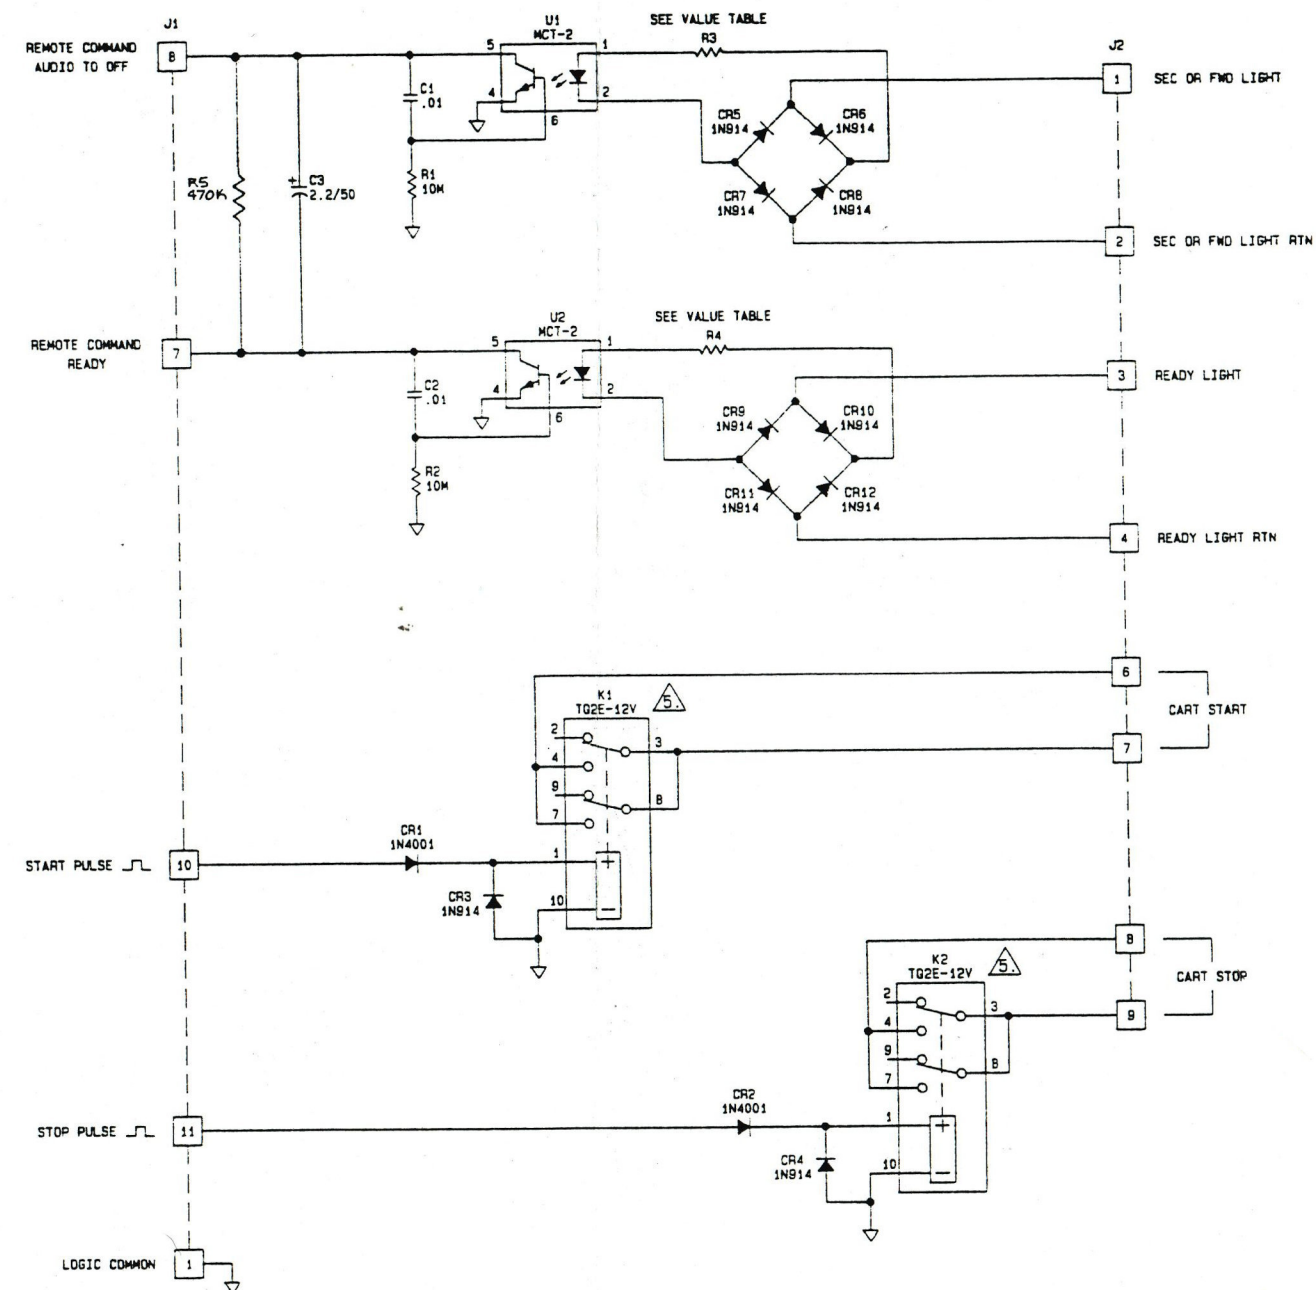 J1
U1
MCT-2
SEE VALUE TABLE
R3
J2
REMOTE COMMAND
AUDIO TO OFF
8
5
1
4
2
6
C1
.01
R1
10M
R5
470K
+
C3
2.2/50
CR5
1N914
CR6
1N914
CR7
1N914
CR8
1N914
1
SEC OR FWD LIGHT
2
SEC OR FWD LIGHT RTN
REMOTE COMMAND
READY
7
U2
MCT-2
SEE VALUE TABLE
R4
5
1
4
2
6
C2
.01
R2
10M
CR9
1N914
CR10
1N914
CR11
1N914
CR12
1N914
3
READY LIGHT
4
READY LIGHT RTN
6
CART START
7
K1
TQ2E-12V
5.
2
3
4
9
8
7
1
+
10
−
START PULSE
10
CR1
1N4001
CR3
1N914
8
CART STOP
9
K2
TQ2E-12V
5.
2
3
4
9
8
7
1
+
10
−
STOP PULSE
11
CR2
1N4001
CR4
1N914
LOGIC COMMON
1